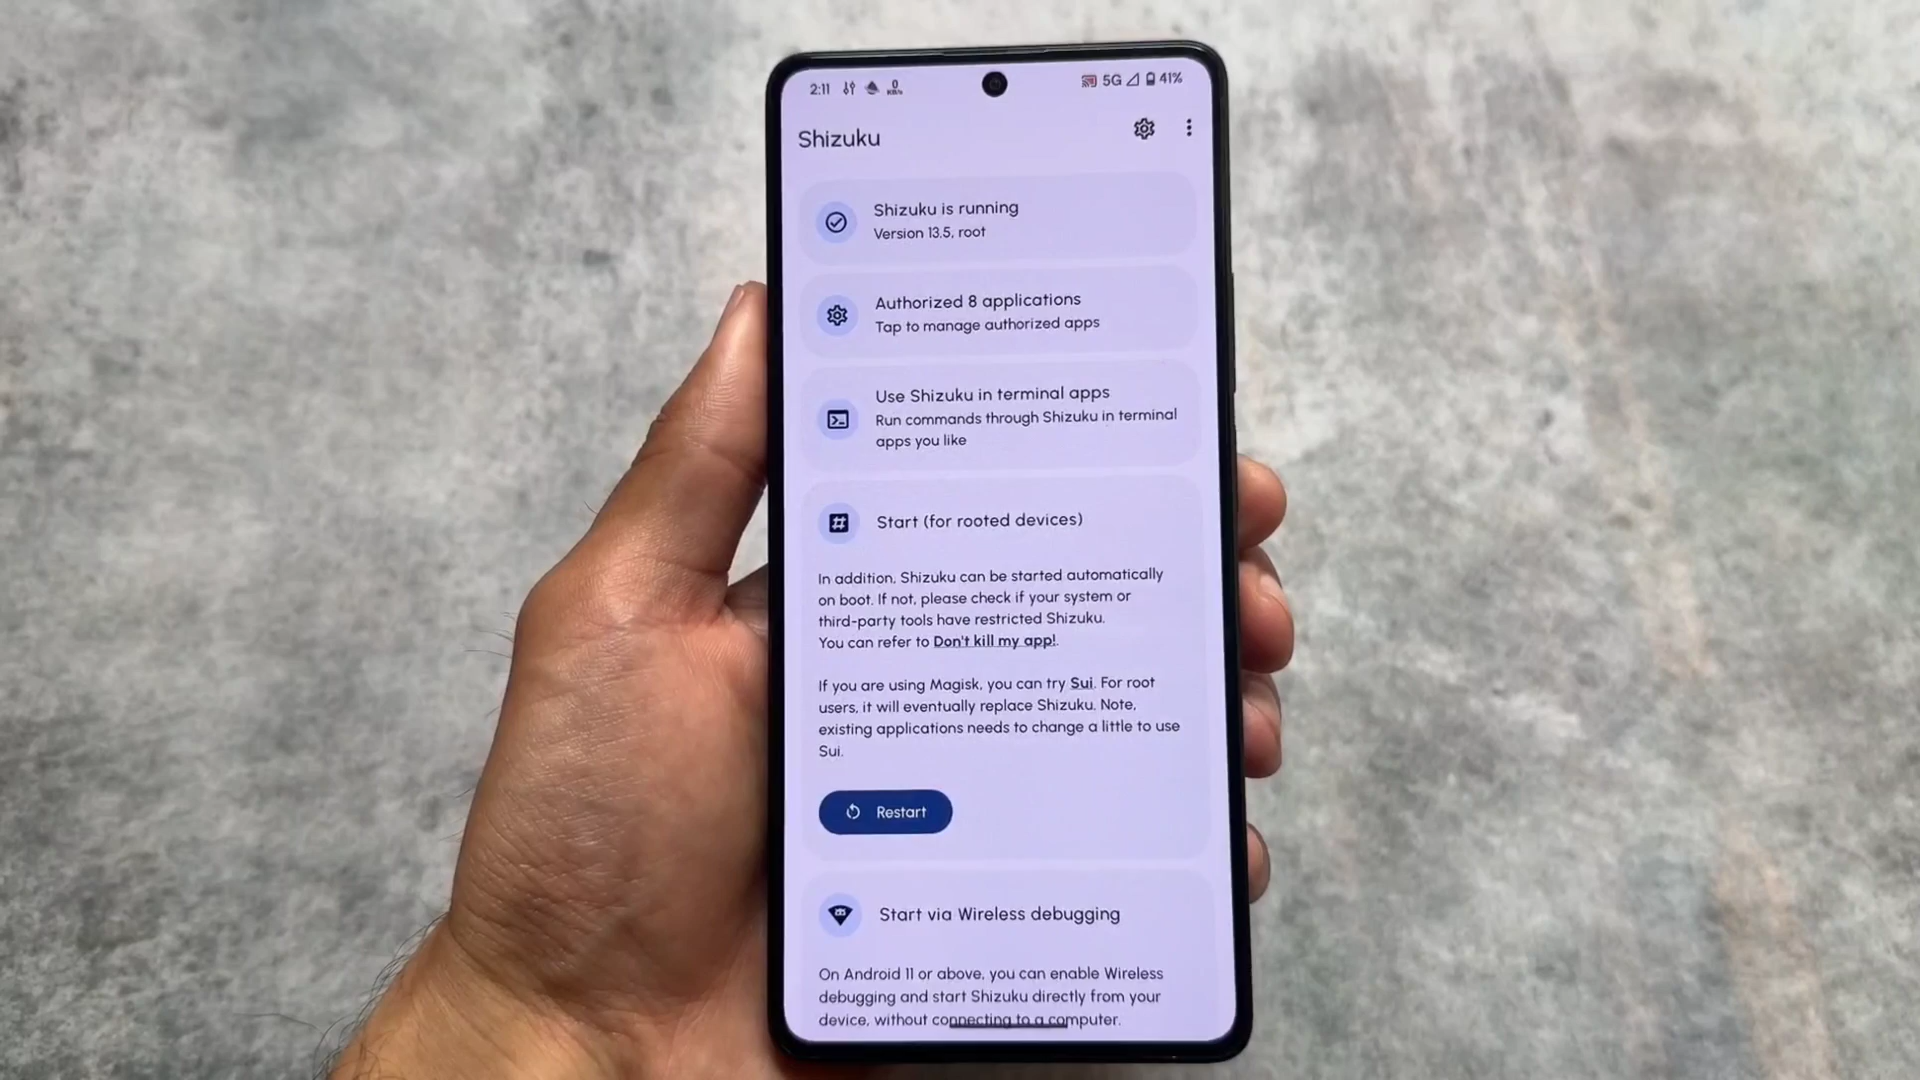 2:11 0 KB/s 5G 41%
Shizuku
Shizuku is running
Version 13.5, root
Authorized 8 applications
Tap to manage authorized apps
Use Shizuku in terminal apps
Run commands through Shizuku in terminal
apps you like
Start (for rooted devices)
In addition, Shizuku can be started automatically
on boot. If not, please check if your system or
third-party tools have restricted Shizuku.
You can refer to Don't kill my app!.
If you are using Magisk, you can try Sui. For root
users, it will eventually replace Shizuku. Note,
existing applications needs to change a little to use
Sui.
Restart
Start via Wireless debugging
On Android 11 or above, you can enable Wireless
debugging and start Shizuku directly from your
device, without connecting to a computer.